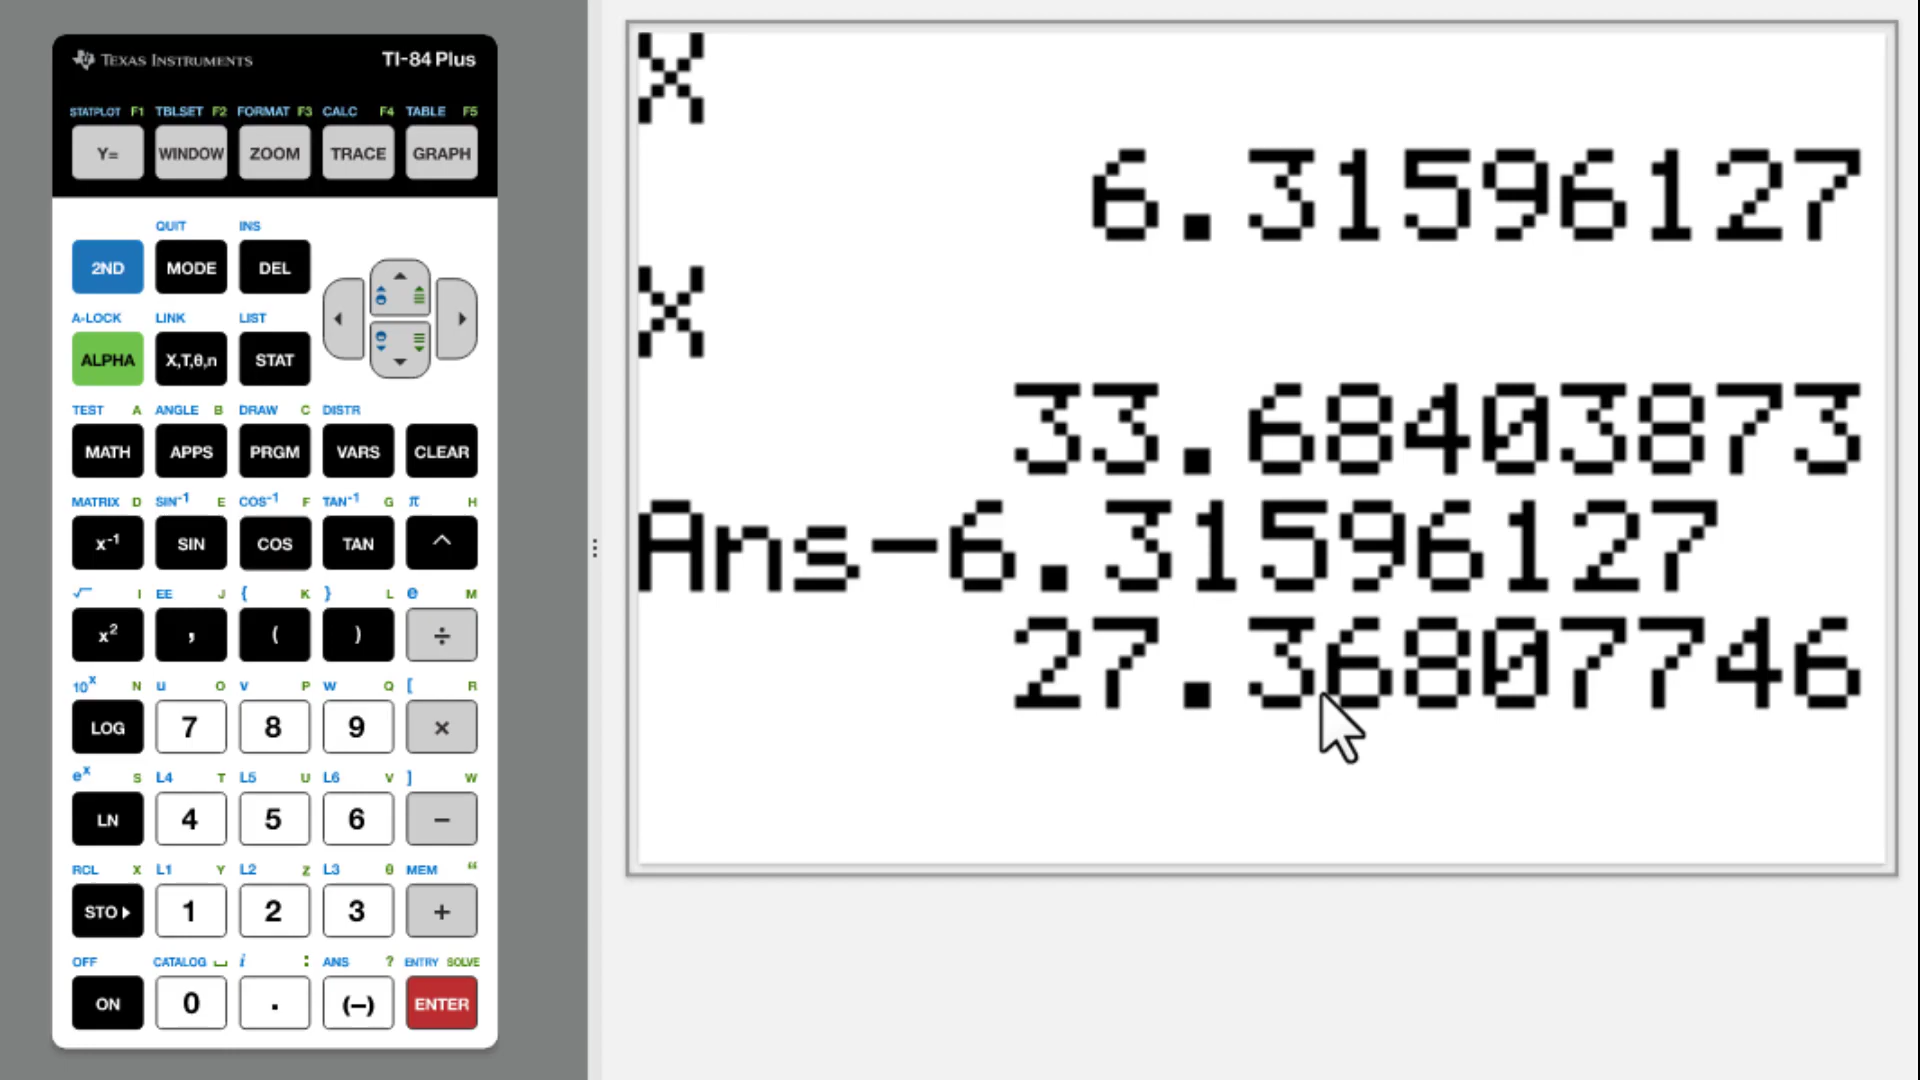 TEXAS INSTRUMENTS TI-84 Plus
STATPLOT F1 TBLSET F2 FORMAT F3 CALC F4 TABLE F5
Y= WINDOW ZOOM TRACE GRAPH
QUIT INS
2ND MODE DEL
A-LOCK LINK LIST
ALPHA X,T,θ,n STAT
TEST A ANGLE B DRAW C DISTR
MATH APPS PRGM VARS CLEAR
MATRIX D SIN⁻¹ E COS⁻¹ F TAN⁻¹ G π H
x⁻¹ SIN COS TAN ^
√ I EE J { K } L e M
x² , ( ) ÷
10ˣ N u O v P w Q [ R
LOG 7 8 9 ×
eˣ S L4 T L5 U L6 V ] W
LN 4 5 6 −
RCL X L1 Y L2 Z L3 θ MEM “
STO▸ 1 2 3 +
OFF CATALOG ⎵ i : ANS ? ENTRY SOLVE
ON 0 . (–) ENTER
X
6.31596127
X
33.68403873
Ans-6.31596127
27.36807746